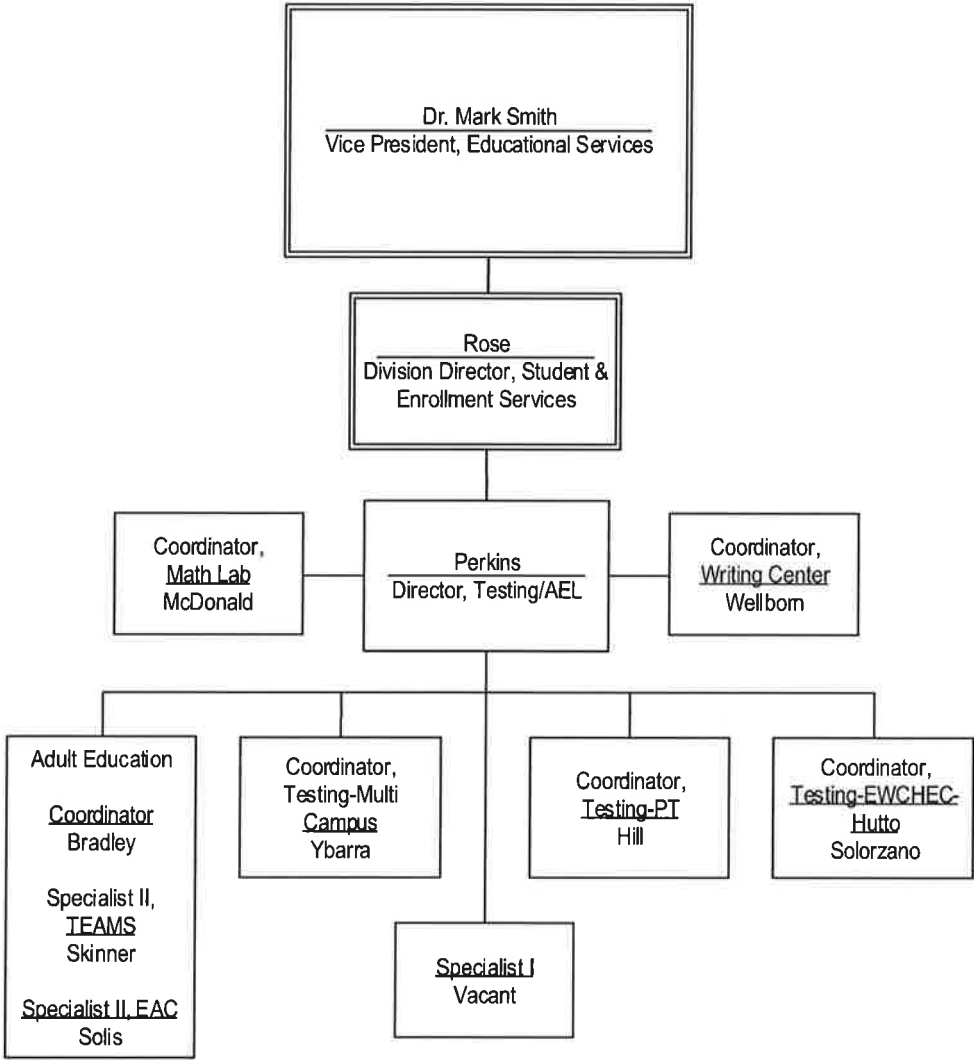 Dr. Mark Smith
Vice President, Educational Services
Rose
Division Director, Student &
Enrollment Services
Coordinator,
Math Lab
McDonald
Perkins
Director, Testing/AEL
Coordinator,
Writing Center
Wellborn
Adult Education
Coordinator
Bradley
Specialist II,
TEAMS
Skinner
Specialist II, EAC
Solis
Coordinator,
Testing-Multi
Campus
Ybarra
Coordinator,
Testing-PT
Hill
Coordinator,
Testing-EWCHEC-
Hutto
Solorzano
Specialist I
Vacant